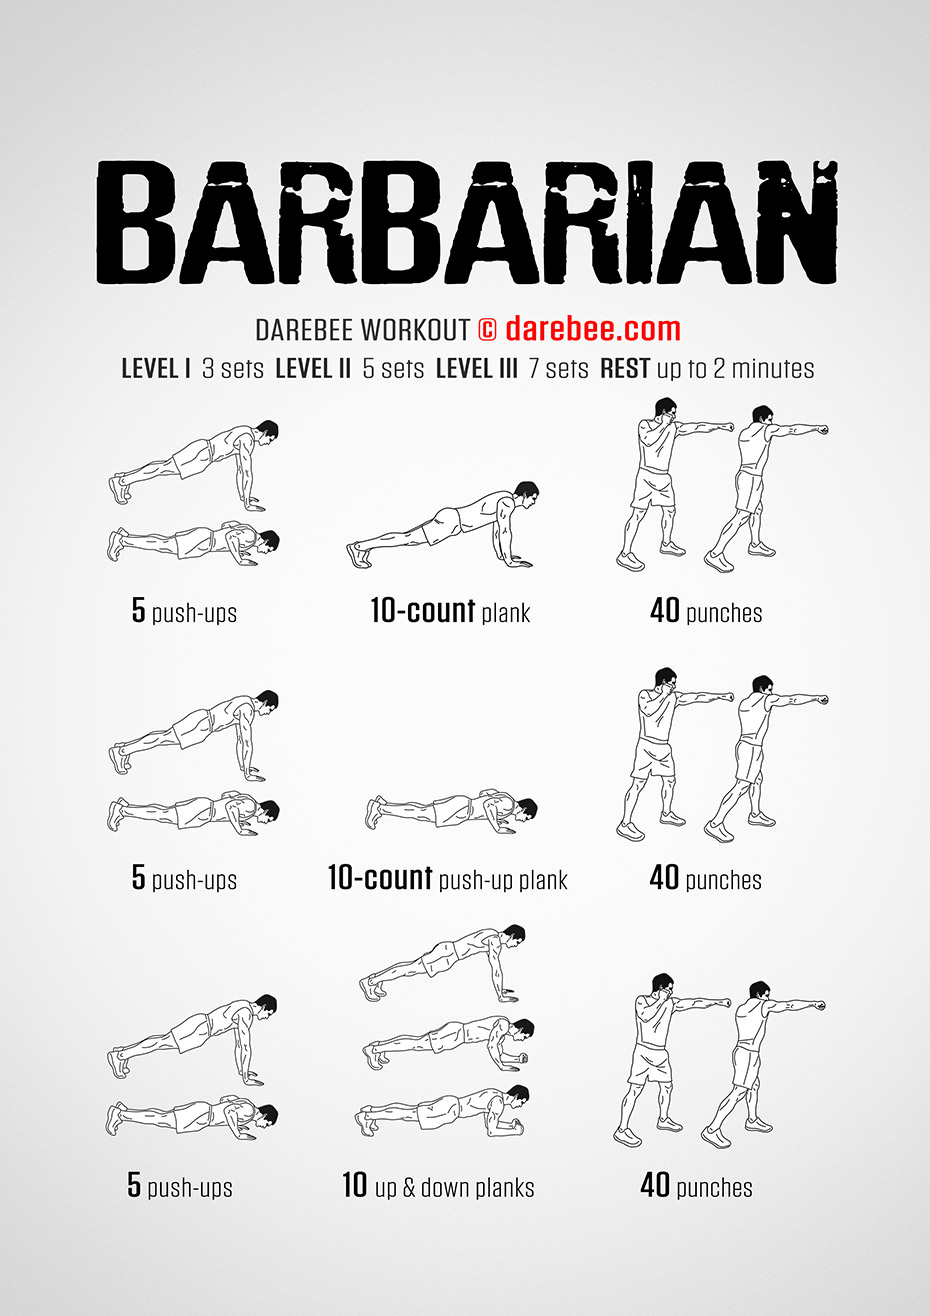 BARBARIAN
DAREBEE WORKOUT © darebee.com
LEVEL I 3 sets LEVEL II 5 sets LEVEL III 7 sets REST up to 2 minutes
5 push-ups
10-count plank
40 punches
5 push-ups
10-count push-up plank
40 punches
5 push-ups
10 up & down planks
40 punches